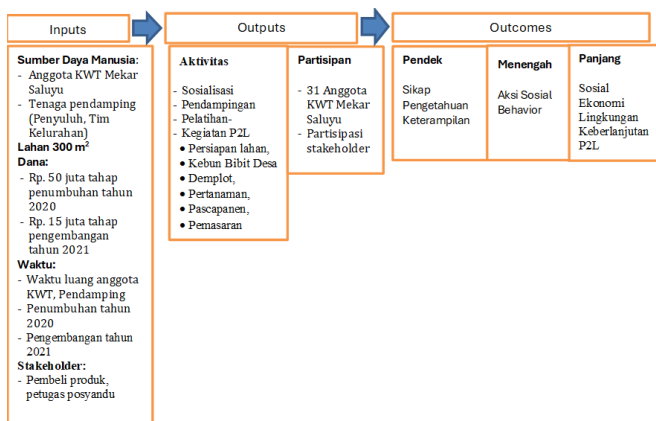 Inputs
Outputs
Outcomes
Sumber Daya Manusia:
- Anggota KWT Mekar
Saluyu
- Tenaga pendamping
(Penyuluh, Tim
Kelurahan)
Lahan 300 m²
Dana:
- Rp. 50 juta tahap
penumbuhan tahun
2020
- Rp. 15 juta tahap
pengembangan
tahun 2021
Waktu:
- Waktu luang anggota
KWT, Pendamping
- Penumbuhan tahun
2020
- Pengembangan tahun
2021
Stakeholder:
- Pembeli produk,
petugas posyandu
Aktivitas
- Sosialisasi
- Pendampingan
- Pelatihan-
- Kegiatan P2L
• Persiapan lahan,
• Kebun Bibit Desa
• Demplot,
• Pertanaman,
• Pascapanen,
• Pemasaran
Partisipan
- 31 Anggota
KWT Mekar
Saluyu
- Partisipasi
stakeholder
Pendek
Sikap
Pengetahuan
Keterampilan
Menengah
Aksi Sosial
Behavior
Panjang
Sosial
Ekonomi
Lingkungan
Keberlanjutan
P2L